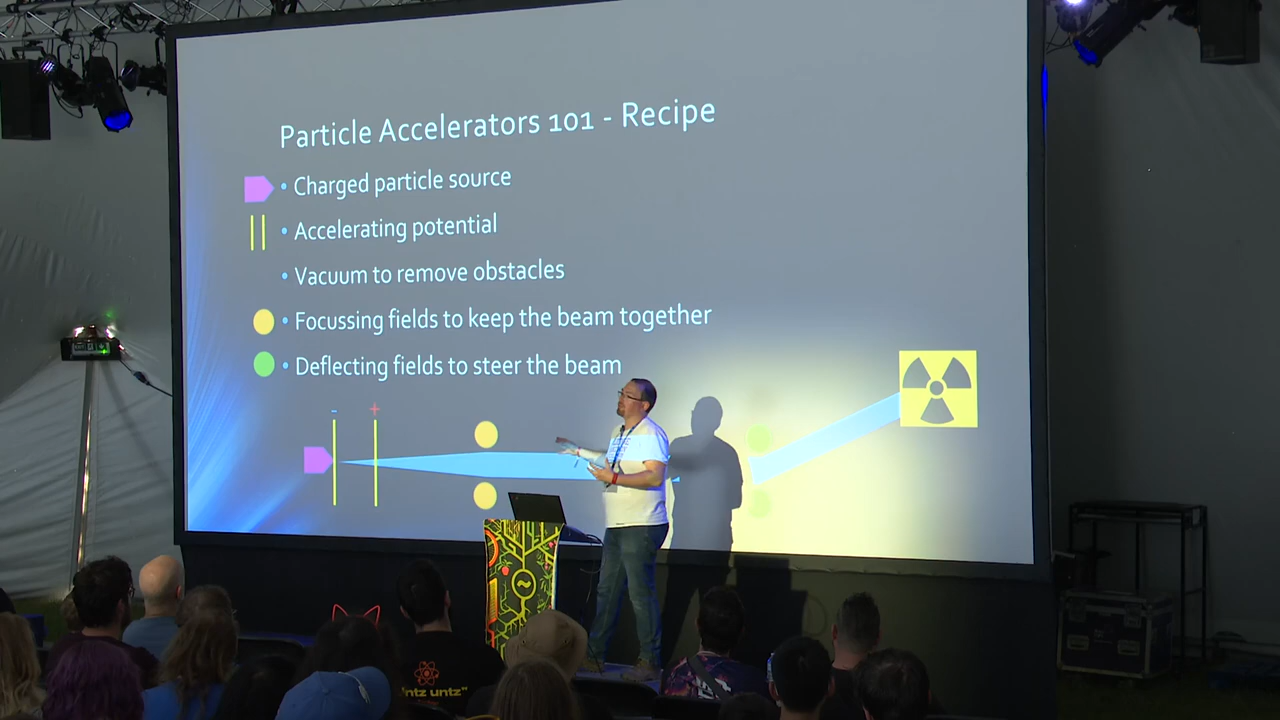 Particle Accelerators 101 - Recipe
• Charged particle source
• Accelerating potential
• Vacuum to remove obstacles
• Focussing fields to keep the beam together
• Deflecting fields to steer the beam
- +
"ntz untz"